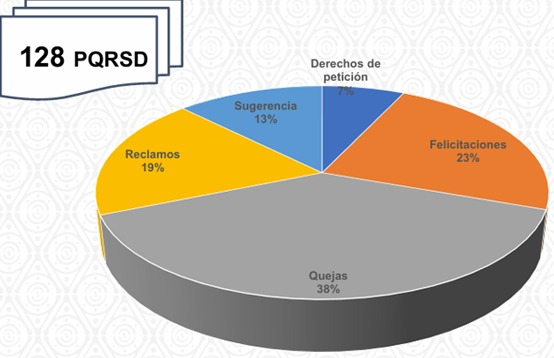 128 PQRSD
Derechos de
petición
7%
Sugerencia
13%
Felicitaciones
23%
Reclamos
19%
Quejas
38%